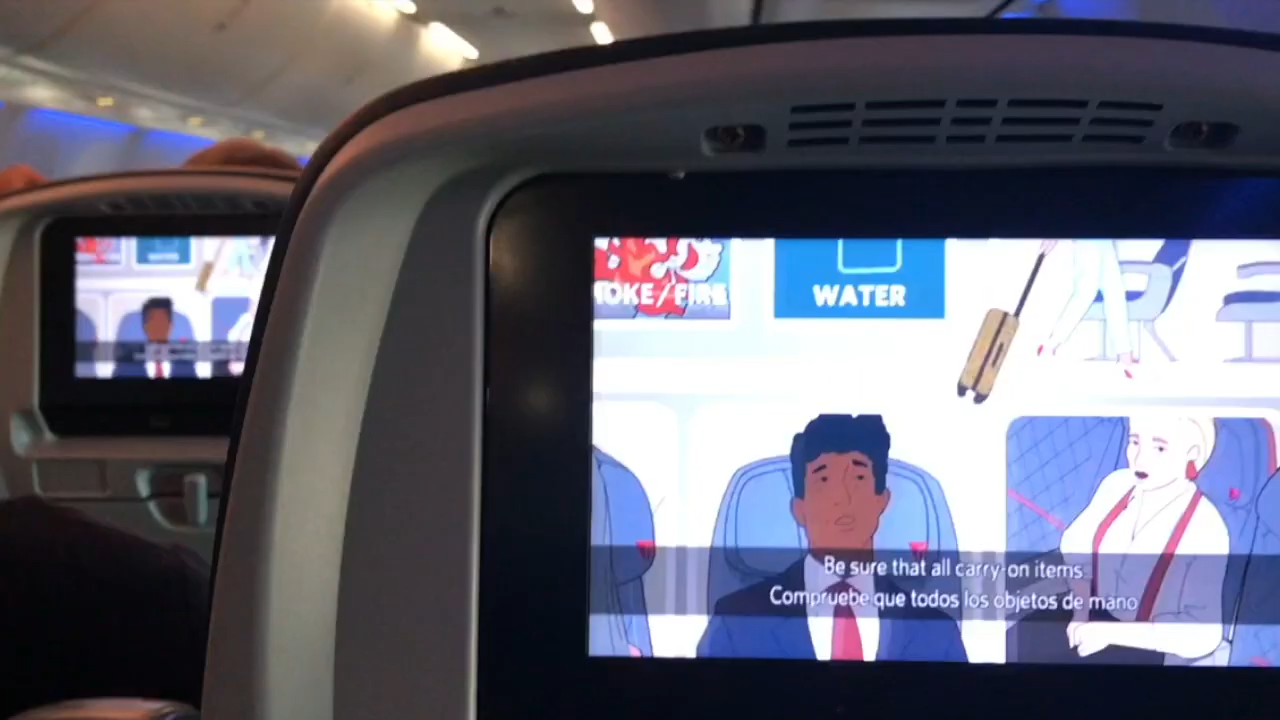 OKE/FIRE
WATER
Be sure that all carry-on items
Compruebe que todos los objetos de mano